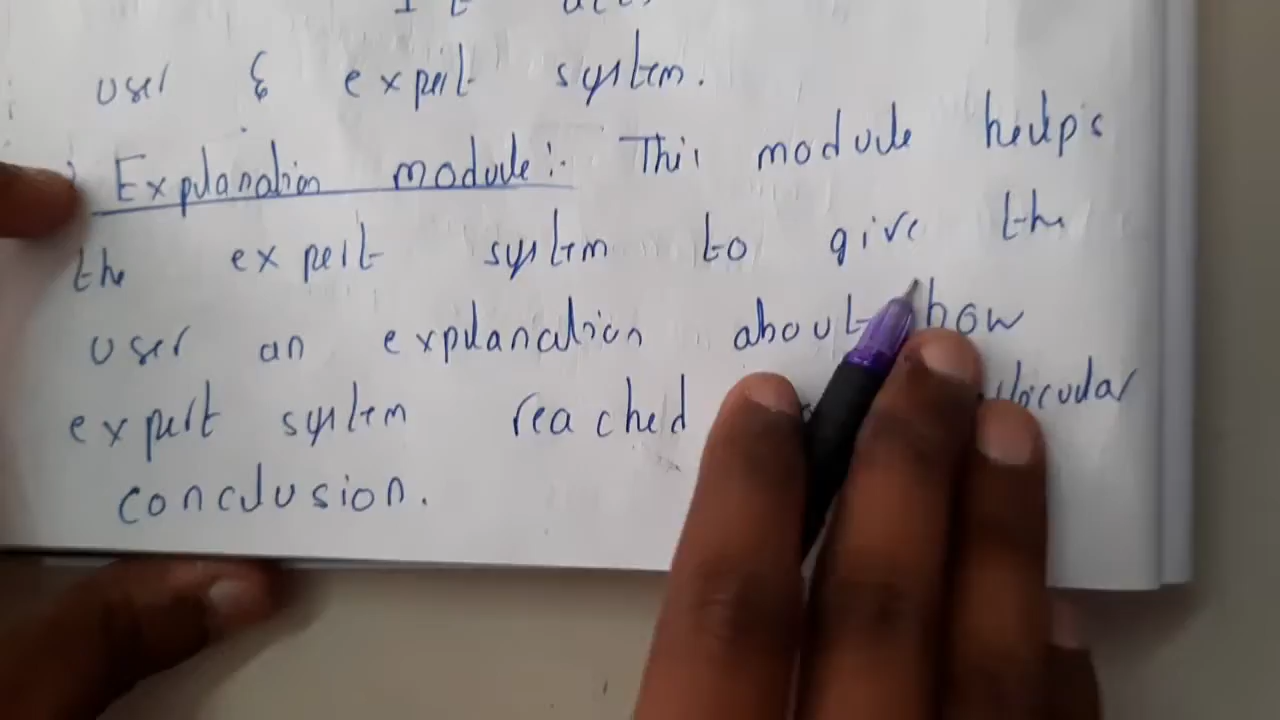 It
user & expert system.
Explanation module:- This module helps
the expert system to give the
user an explanation about how
expert system reached
conclusion.